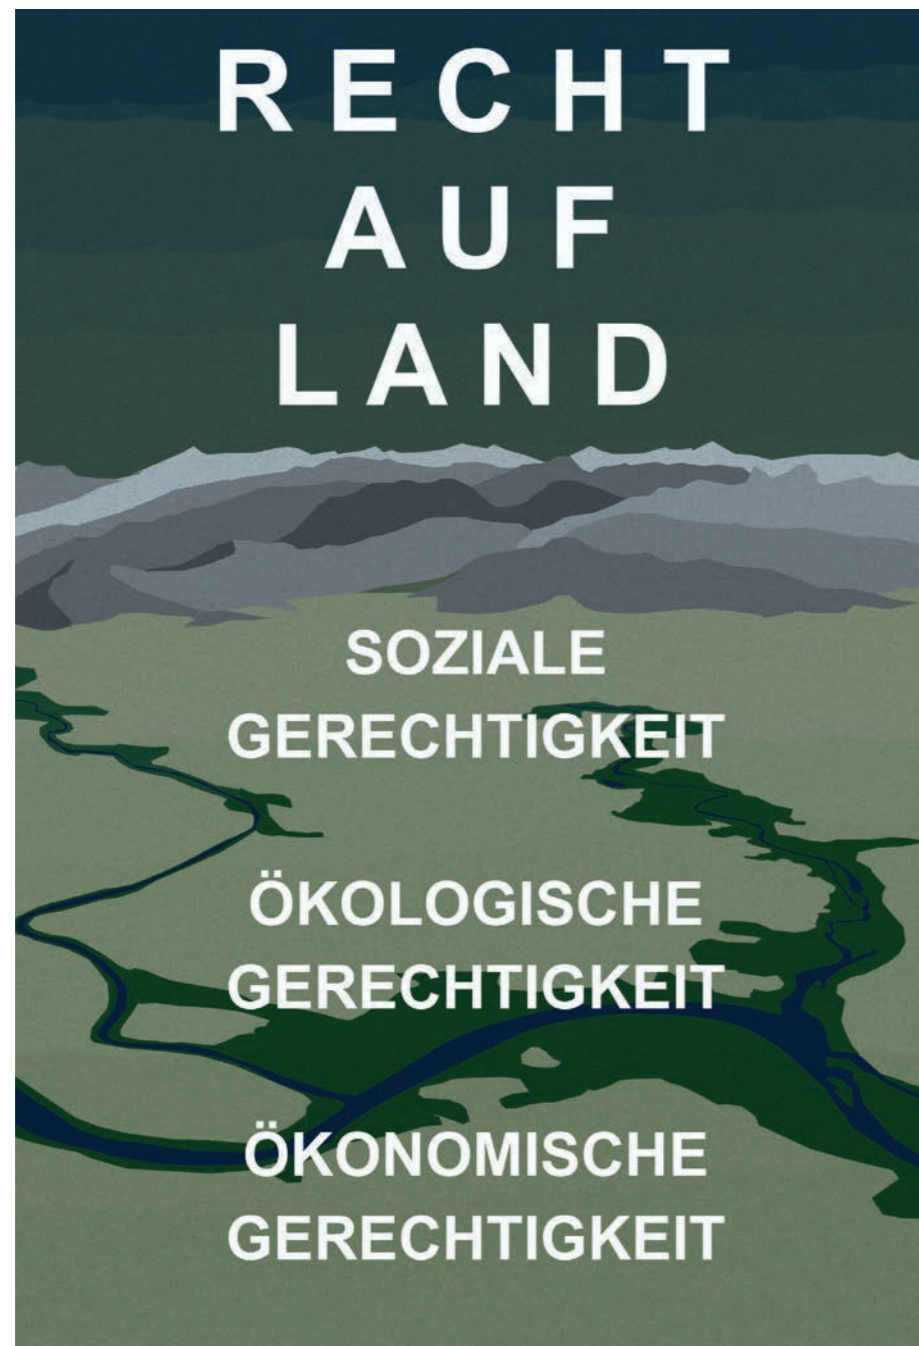 RECHT
AUF
LAND
SOZIALE
GERECHTIGKEIT
ÖKOLOGISCHE
GERECHTIGKEIT
ÖKONOMISCHE
GERECHTIGKEIT